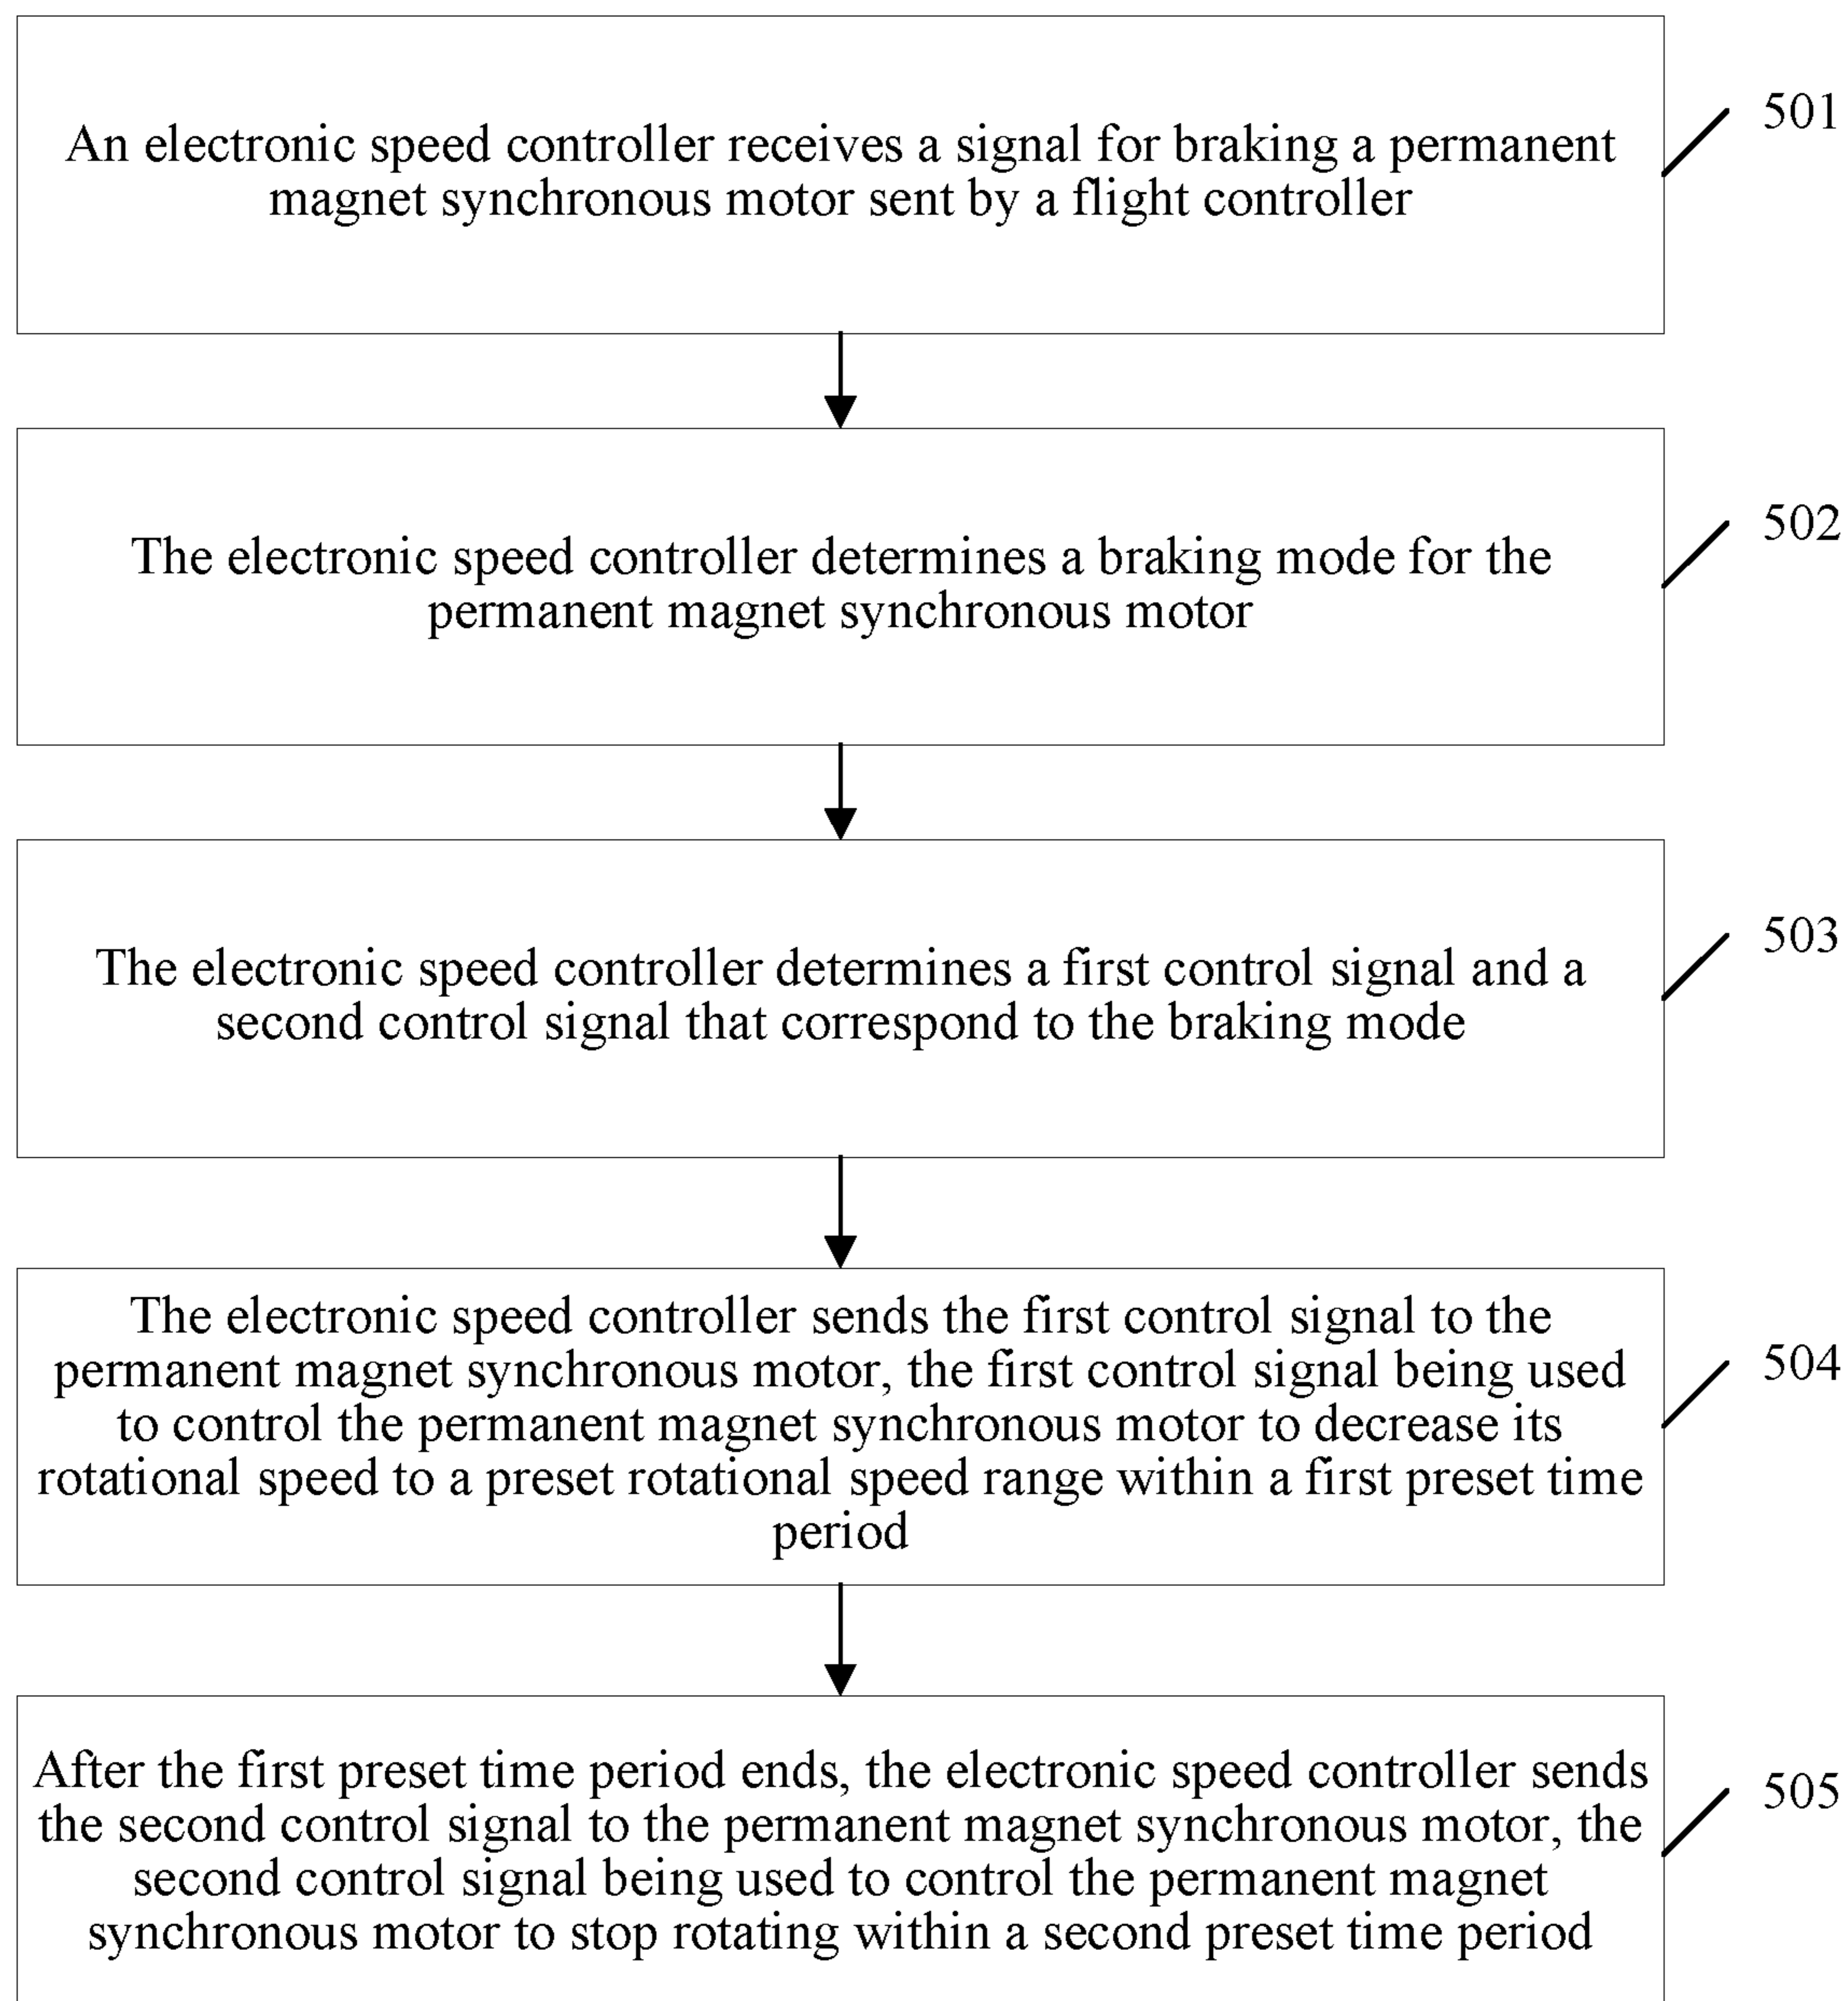 An electronic speed controller receives a signal for braking a permanent
magnet synchronous motor sent by a flight controller
501
The electronic speed controller determines a braking mode for the
permanent magnet synchronous motor
502
The electronic speed controller determines a first control signal and a
second control signal that correspond to the braking mode
503
The electronic speed controller sends the first control signal to the
permanent magnet synchronous motor, the first control signal being used
to control the permanent magnet synchronous motor to decrease its
rotational speed to a preset rotational speed range within a first preset time
period
504
After the first preset time period ends, the electronic speed controller sends
the second control signal to the permanent magnet synchronous motor, the
second control signal being used to control the permanent magnet
synchronous motor to stop rotating within a second preset time period
505